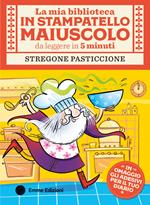 La mia biblioteca
IN STAMPATELLO
MAIUSCOLO
da leggere in 5 minuti
STREGONE PASTICCIONE
IN
OMAGGIO
GLI ADESIVI
PER IL TUO
DIARIO
Emme Edizioni